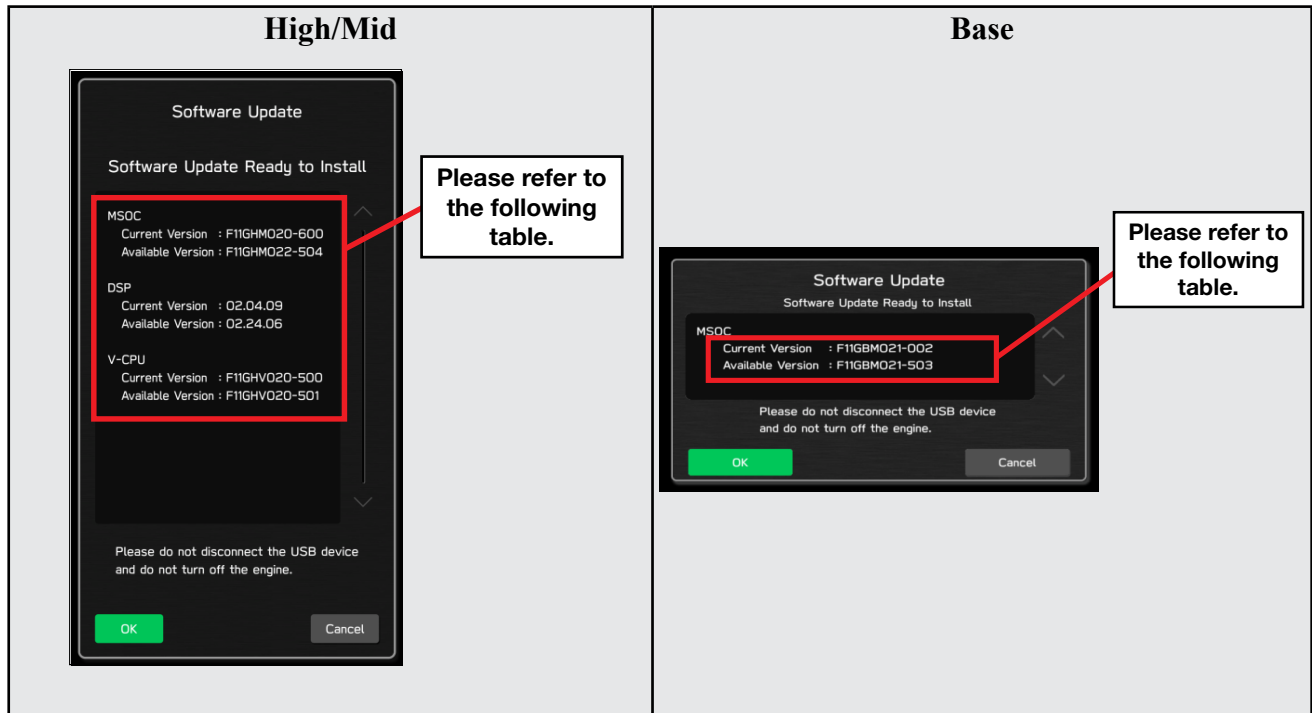 High/Mid
Software Update
Software Update Ready to Install
MSOC
Current Version : F11GHM020-600
Available Version : F11GHM022-504
DSP
Current Version : 02.04.09
Available Version : 02.24.06
V-CPU
Current Version : F11GHV020-500
Available Version : F11GHV020-501
Please do not disconnect the USB device
and do not turn off the engine.
OK
Cancel
Please refer to
the following
table.
Base
Software Update
Software Update Ready to Install
MSOC
Current Version : F11GBM021-002
Available Version : F11GBM021-503
Please do not disconnect the USB device
and do not turn off the engine.
OK
Cancel
Please refer to
the following
table.